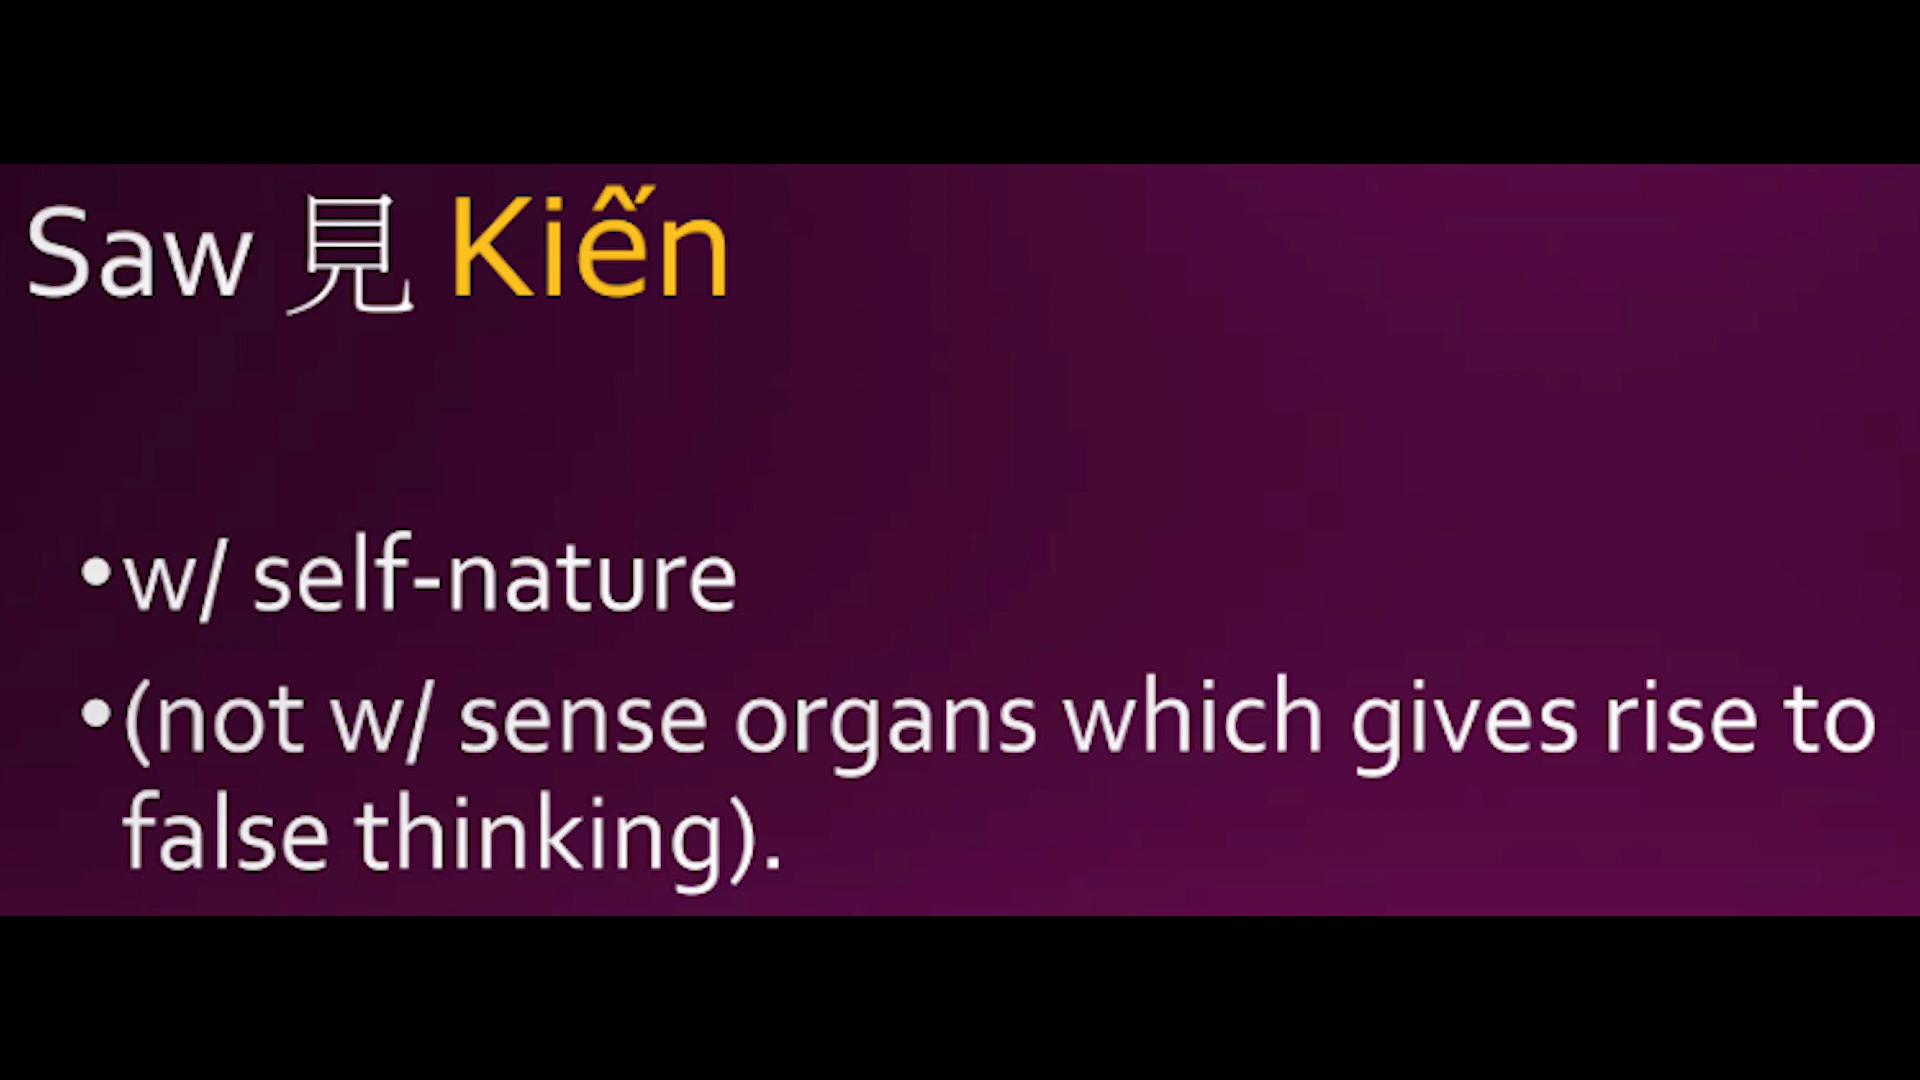 Saw 見 Kiến
•w/ self-nature
•(not w/ sense organs which gives rise to
false thinking).